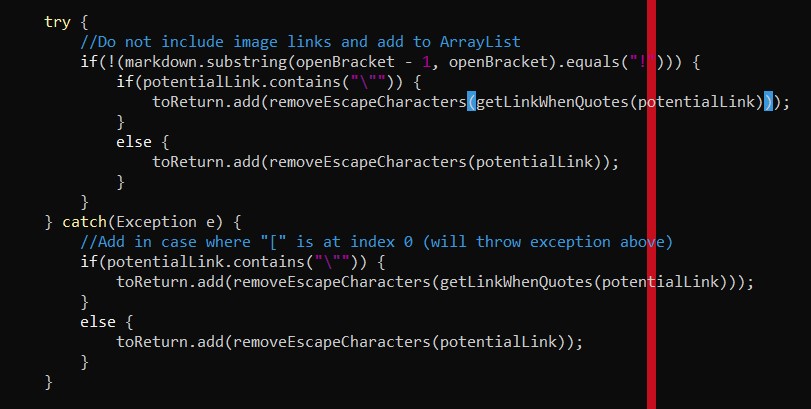 try {
//Do not include image links and add to ArrayList
if(!(markdown.substring(openBracket - 1, openBracket).equals("!"))) {
if(potentialLink.contains("\"")) {
toReturn.add(removeEscapeCharacters(getLinkWhenQuotes(potentialLink)));
}
else {
toReturn.add(removeEscapeCharacters(potentialLink));
}
}
} catch(Exception e) {
//Add in case where "[" is at index 0 (will throw exception above)
if(potentialLink.contains("\"")) {
toReturn.add(removeEscapeCharacters(getLinkWhenQuotes(potentialLink)));
}
else {
toReturn.add(removeEscapeCharacters(potentialLink));
}
}